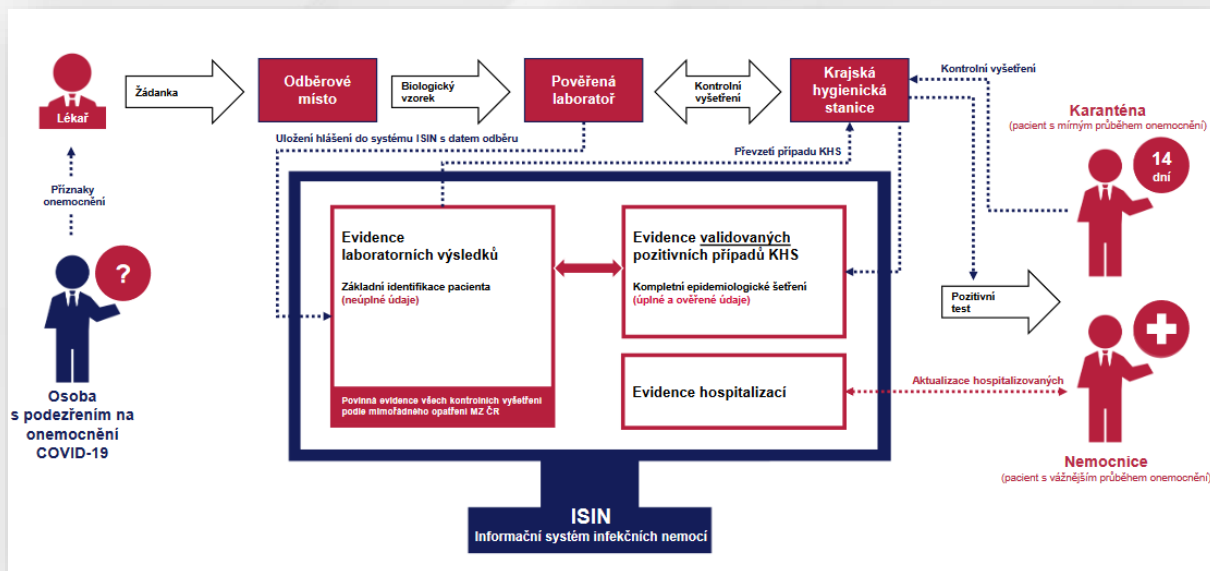 Lékař
Žádanka
Odběrové
místo
Biologický
vzorek
Pověřená
laboratoř
Kontrolní
vyšetření
Krajská
hygienická
stanice
Kontrolní vyšetření
Karanténa
(pacient s mírným průběhem onemocnění)
14
dní
Uložení hlášení do systému ISIN s datem odběru
Převzetí případu KHS
Příznaky
onemocnění
?
Osoba
s podezřením na
onemocnění
COVID-19
Evidence
laboratorních výsledků
Základní identifikace pacienta
(neúplné údaje)
Povinná evidence všech kontrolních vyšetření
podle mimořádného opatření MZ ČR
Evidence validovaných
pozitivních případů KHS
Kompletní epidemiologické šetření
(úplné a ověřené údaje)
Evidence hospitalizací
Pozitivní
test
Aktualizace hospitalizovaných
Nemocnice
(pacient s vážnějším průběhem onemocnění)
ISIN
Informační systém infekčních nemocí